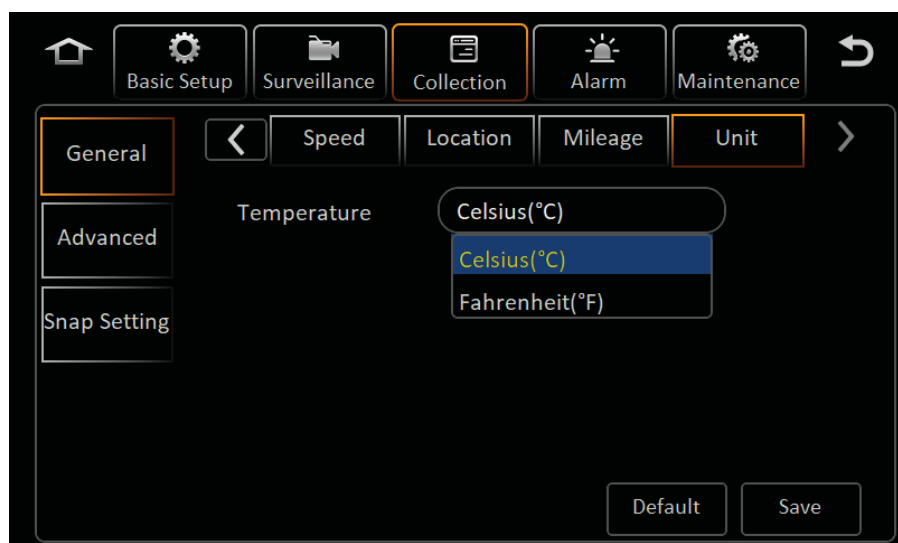 Basic Setup
Surveillance
Collection
Alarm
Maintenance
General
Speed
Location
Mileage
Unit
Temperature
Celsius(°C)
Advanced
Celsius(°C)
Fahrenheit(°F)
Snap Setting
Default
Save